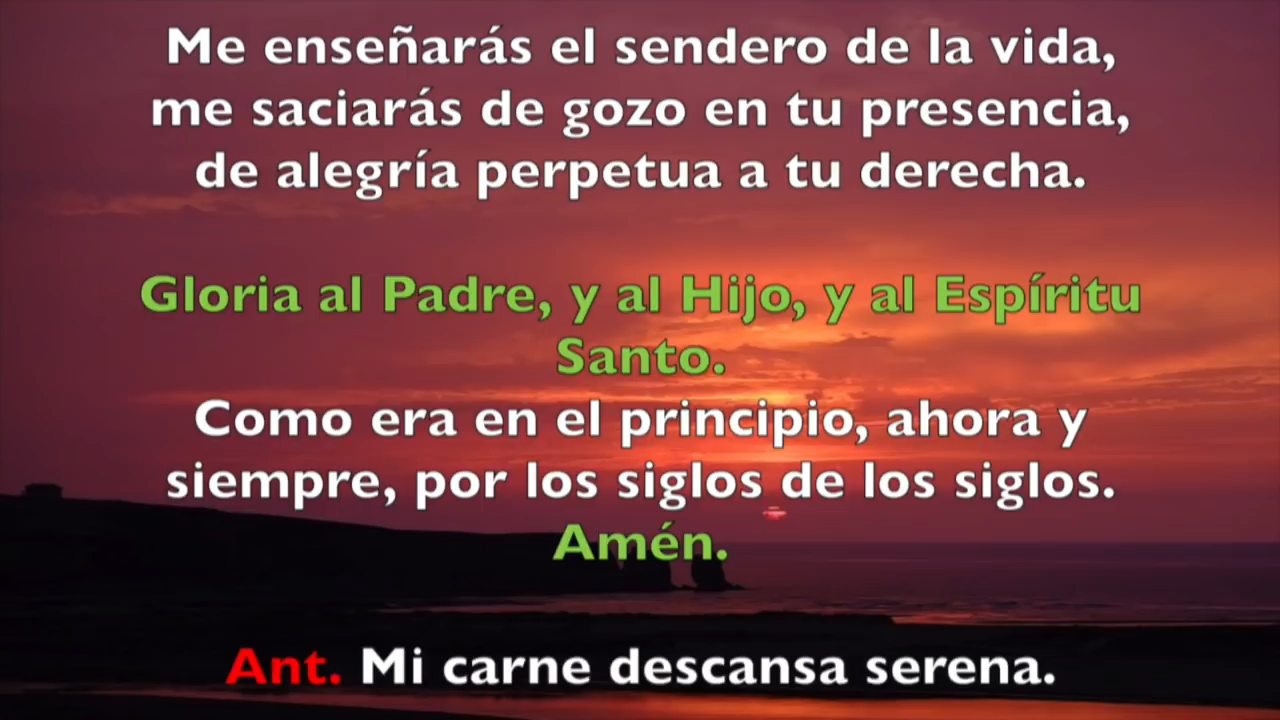 Me enseñarás el sendero de la vida,
me saciarás de gozo en tu presencia,
de alegría perpetua a tu derecha.
Gloria al Padre, y al Hijo, y al Espíritu
Santo.
Como era en el principio, ahora y
siempre, por los siglos de los siglos.
Amén.
Ant. Mi carne descansa serena.